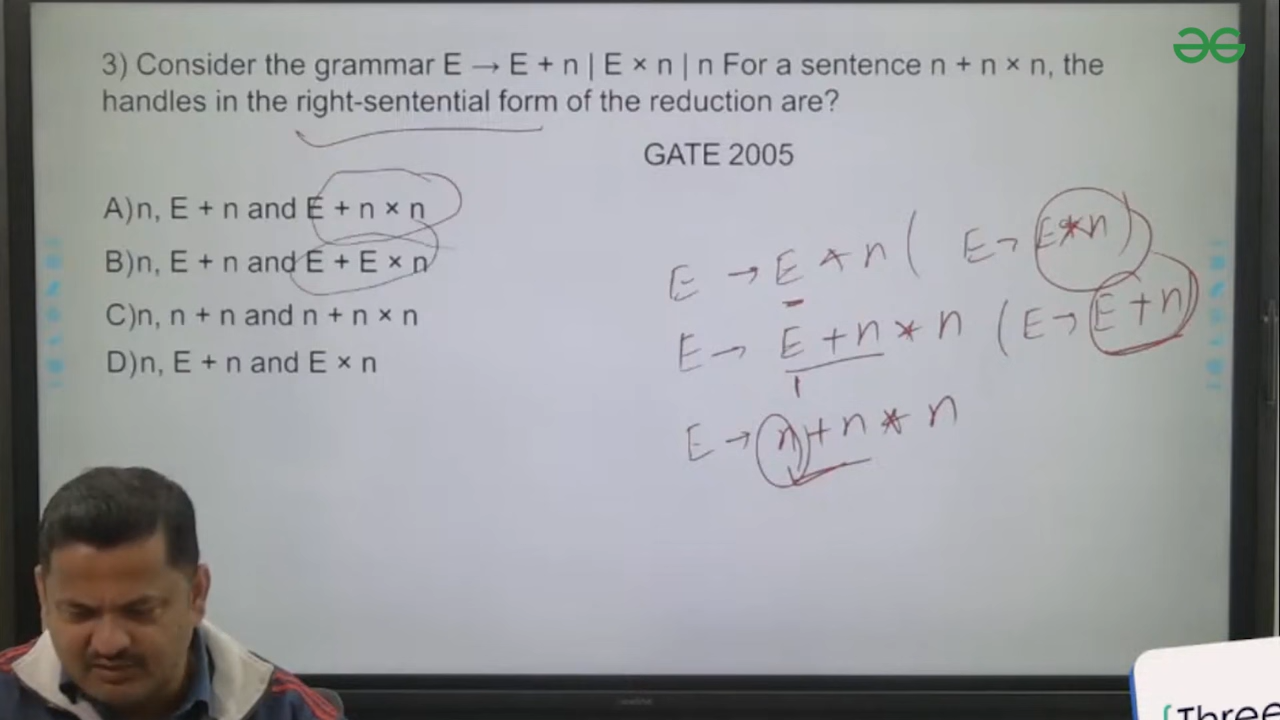 3) Consider the grammar E → E + n | E × n | n For a sentence n + n × n, the
handles in the right-sentential form of the reduction are?
GATE 2005
A)n, E + n and E + n × n
B)n, E + n and E + E × n
C)n, n + n and n + n × n
D)n, E + n and E × n
E → E * n ( E → E * n )
E → E + n * n ( E → E + n )
E → n + n * n
{Three